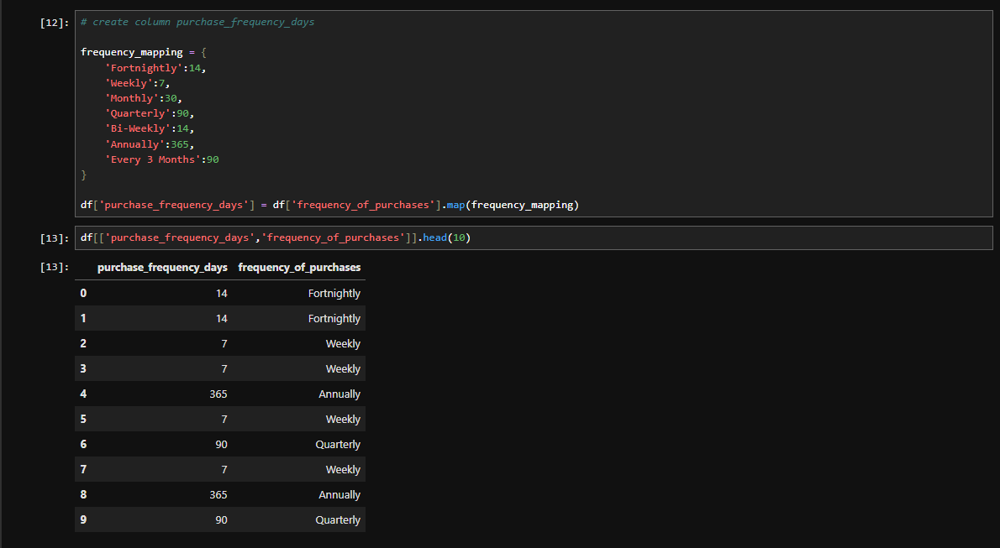 [12]: # create column purchase_frequency_days
frequency_mapping = {
'Fortnightly':14,
'Weekly':7,
'Monthly':30,
'Quarterly':90,
'Bi-Weekly':14,
'Annually':365,
'Every 3 Months':90
}
df['purchase_frequency_days'] = df['frequency_of_purchases'].map(frequency_mapping)
[13]: df[['purchase_frequency_days','frequency_of_purchases']].head(10)
[13]: purchase_frequency_days frequency_of_purchases
0 14 Fortnightly
1 14 Fortnightly
2 7 Weekly
3 7 Weekly
4 365 Annually
5 7 Weekly
6 90 Quarterly
7 7 Weekly
8 365 Annually
9 90 Quarterly